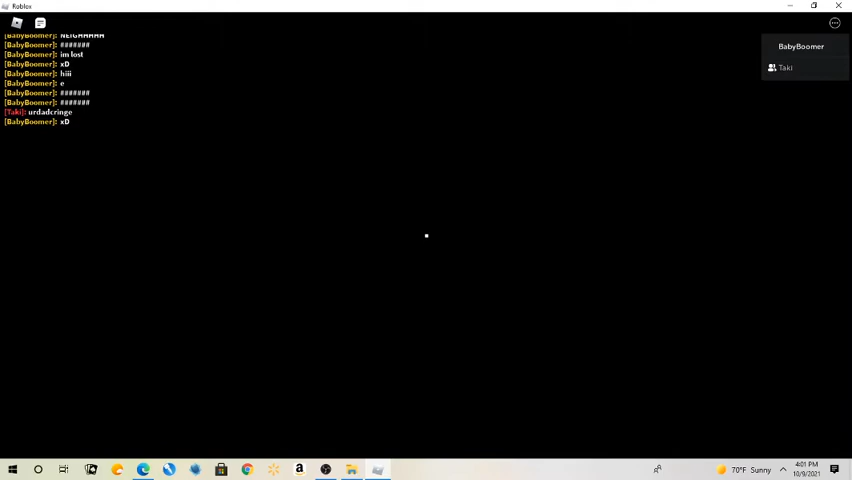 Roblox
[BabyBoomer]: NEIGHHHHH
[BabyBoomer]: #######
[BabyBoomer]: im lost
[BabyBoomer]: xD
[BabyBoomer]: hiii
[BabyBoomer]: e
[BabyBoomer]: #######
[BabyBoomer]: #######
[Taki]: urdadcringe
[BabyBoomer]: xD
BabyBoomer
Taki
70°F Sunny
4:01 PM
10/9/2021